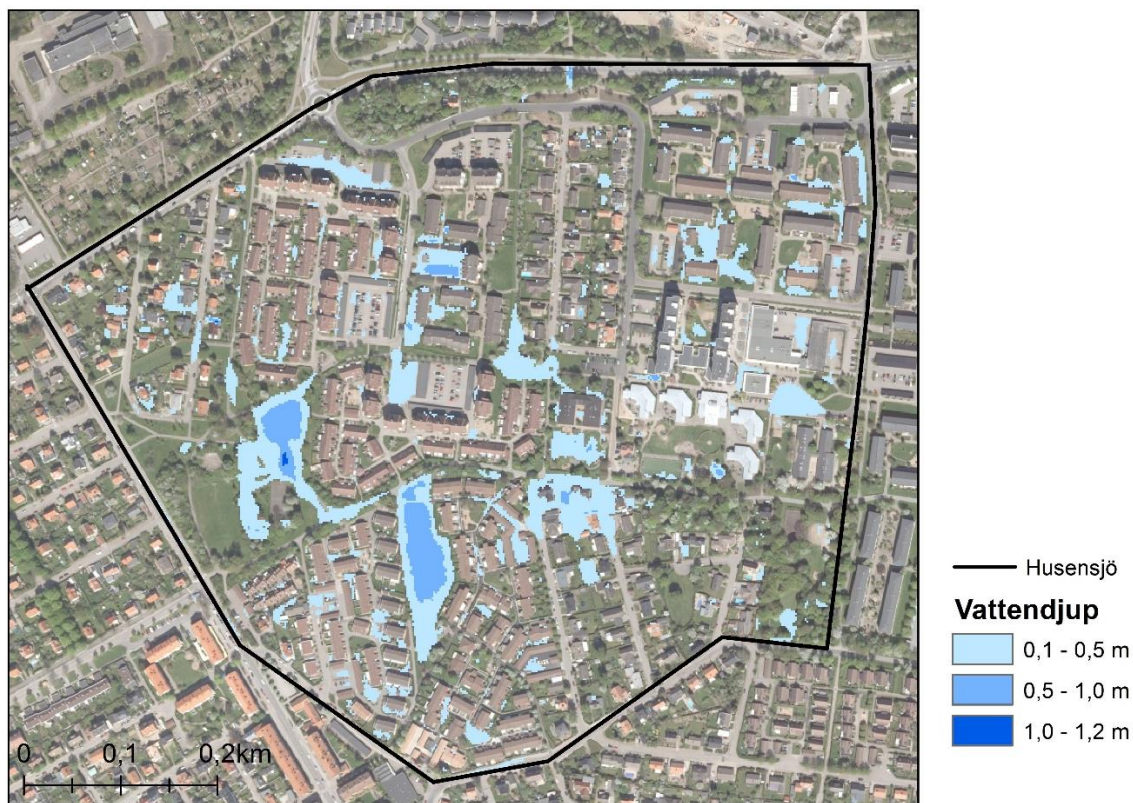 Husensjö
Vattendjup
0,1 - 0,5 m
0,5 - 1,0 m
1,0 - 1,2 m
0 0,1 0,2km